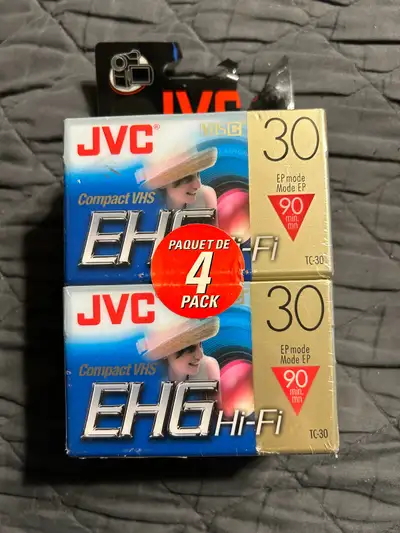 JVC
JVC®
VHS C
30
Compact VHS
EP mode
Mode EP
EHG Hi-Fi
90
min.
mn
TC-30
PAQUET DE
4
PACK
JVC
30
Compact VHS
EP mode
Mode EP
EHG Hi-Fi
90
min.
mn.
TC-30